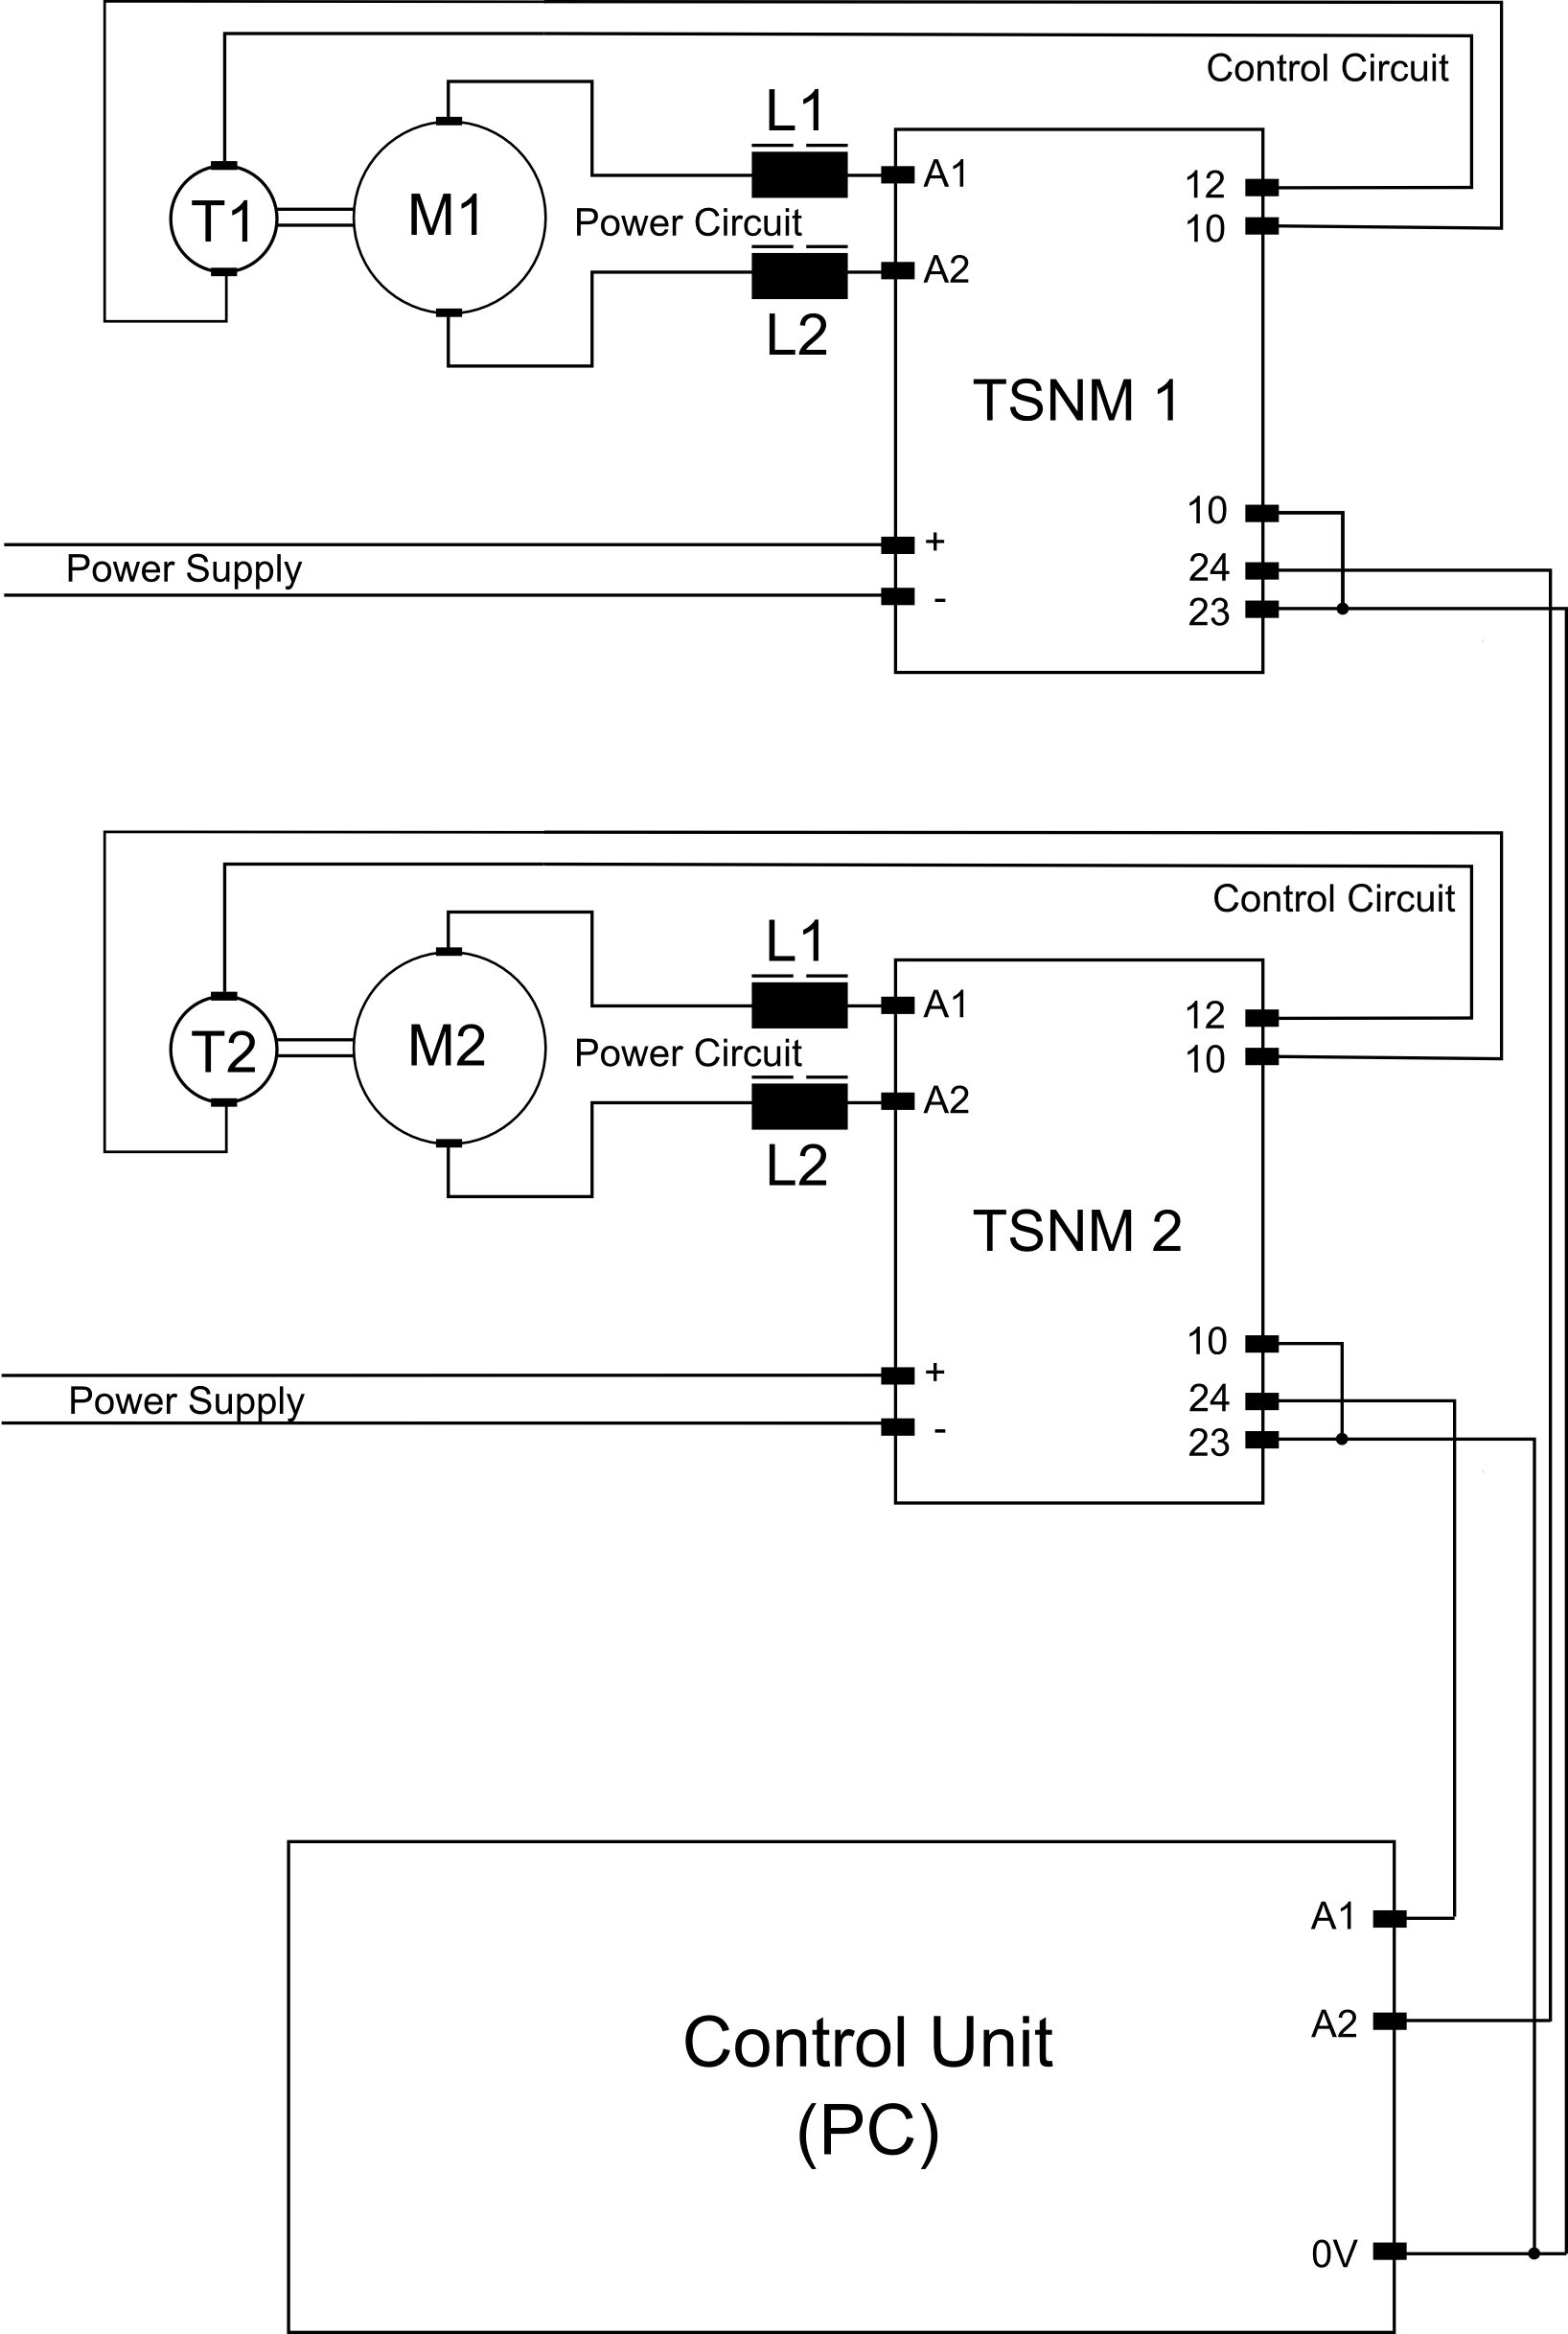 Control Circuit
L1
A1
12
T1
M1
Power Circuit
10
A2
L2
TSNM 1
10
+
Power Supply
24
-
23
Control Circuit
L1
A1
12
T2
M2
Power Circuit
10
A2
L2
TSNM 2
10
+
Power Supply
24
-
23
A1
A2
Control Unit
(PC)
0V